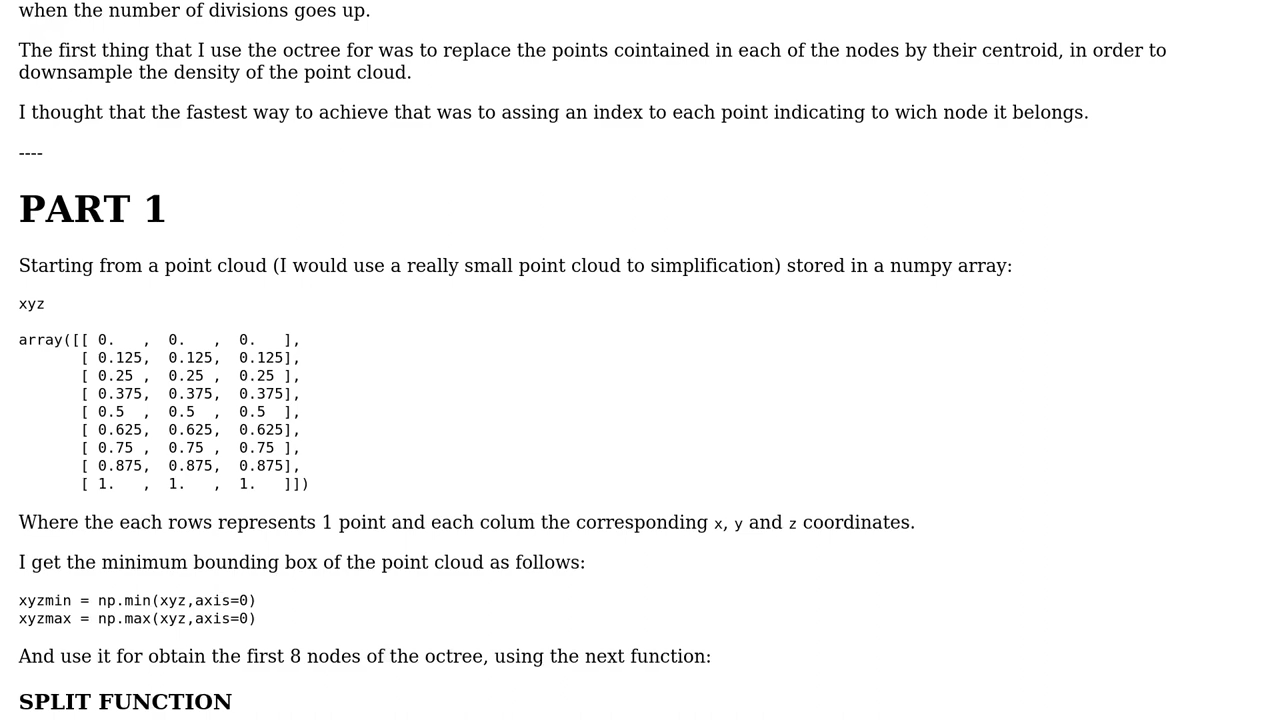 when the number of divisions goes up.
The first thing that I use the octree for was to replace the points cointained in each of the nodes by their centroid, in order to
downsample the density of the point cloud.
I thought that the fastest way to achieve that was to assing an index to each point indicating to wich node it belongs.
----
PART 1
Starting from a point cloud (I would use a really small point cloud to simplification) stored in a numpy array:
xyz
array([[ 0.   ,  0.   ,  0.   ],
       [ 0.125,  0.125,  0.125],
       [ 0.25 ,  0.25 ,  0.25 ],
       [ 0.375,  0.375,  0.375],
       [ 0.5  ,  0.5  ,  0.5  ],
       [ 0.625,  0.625,  0.625],
       [ 0.75 ,  0.75 ,  0.75 ],
       [ 0.875,  0.875,  0.875],
       [ 1.   ,  1.   ,  1.   ]])
Where the each rows represents 1 point and each colum the corresponding x, y and z coordinates.
I get the minimum bounding box of the point cloud as follows:
xyzmin = np.min(xyz,axis=0)
xyzmax = np.max(xyz,axis=0)
And use it for obtain the first 8 nodes of the octree, using the next function:
SPLIT FUNCTION